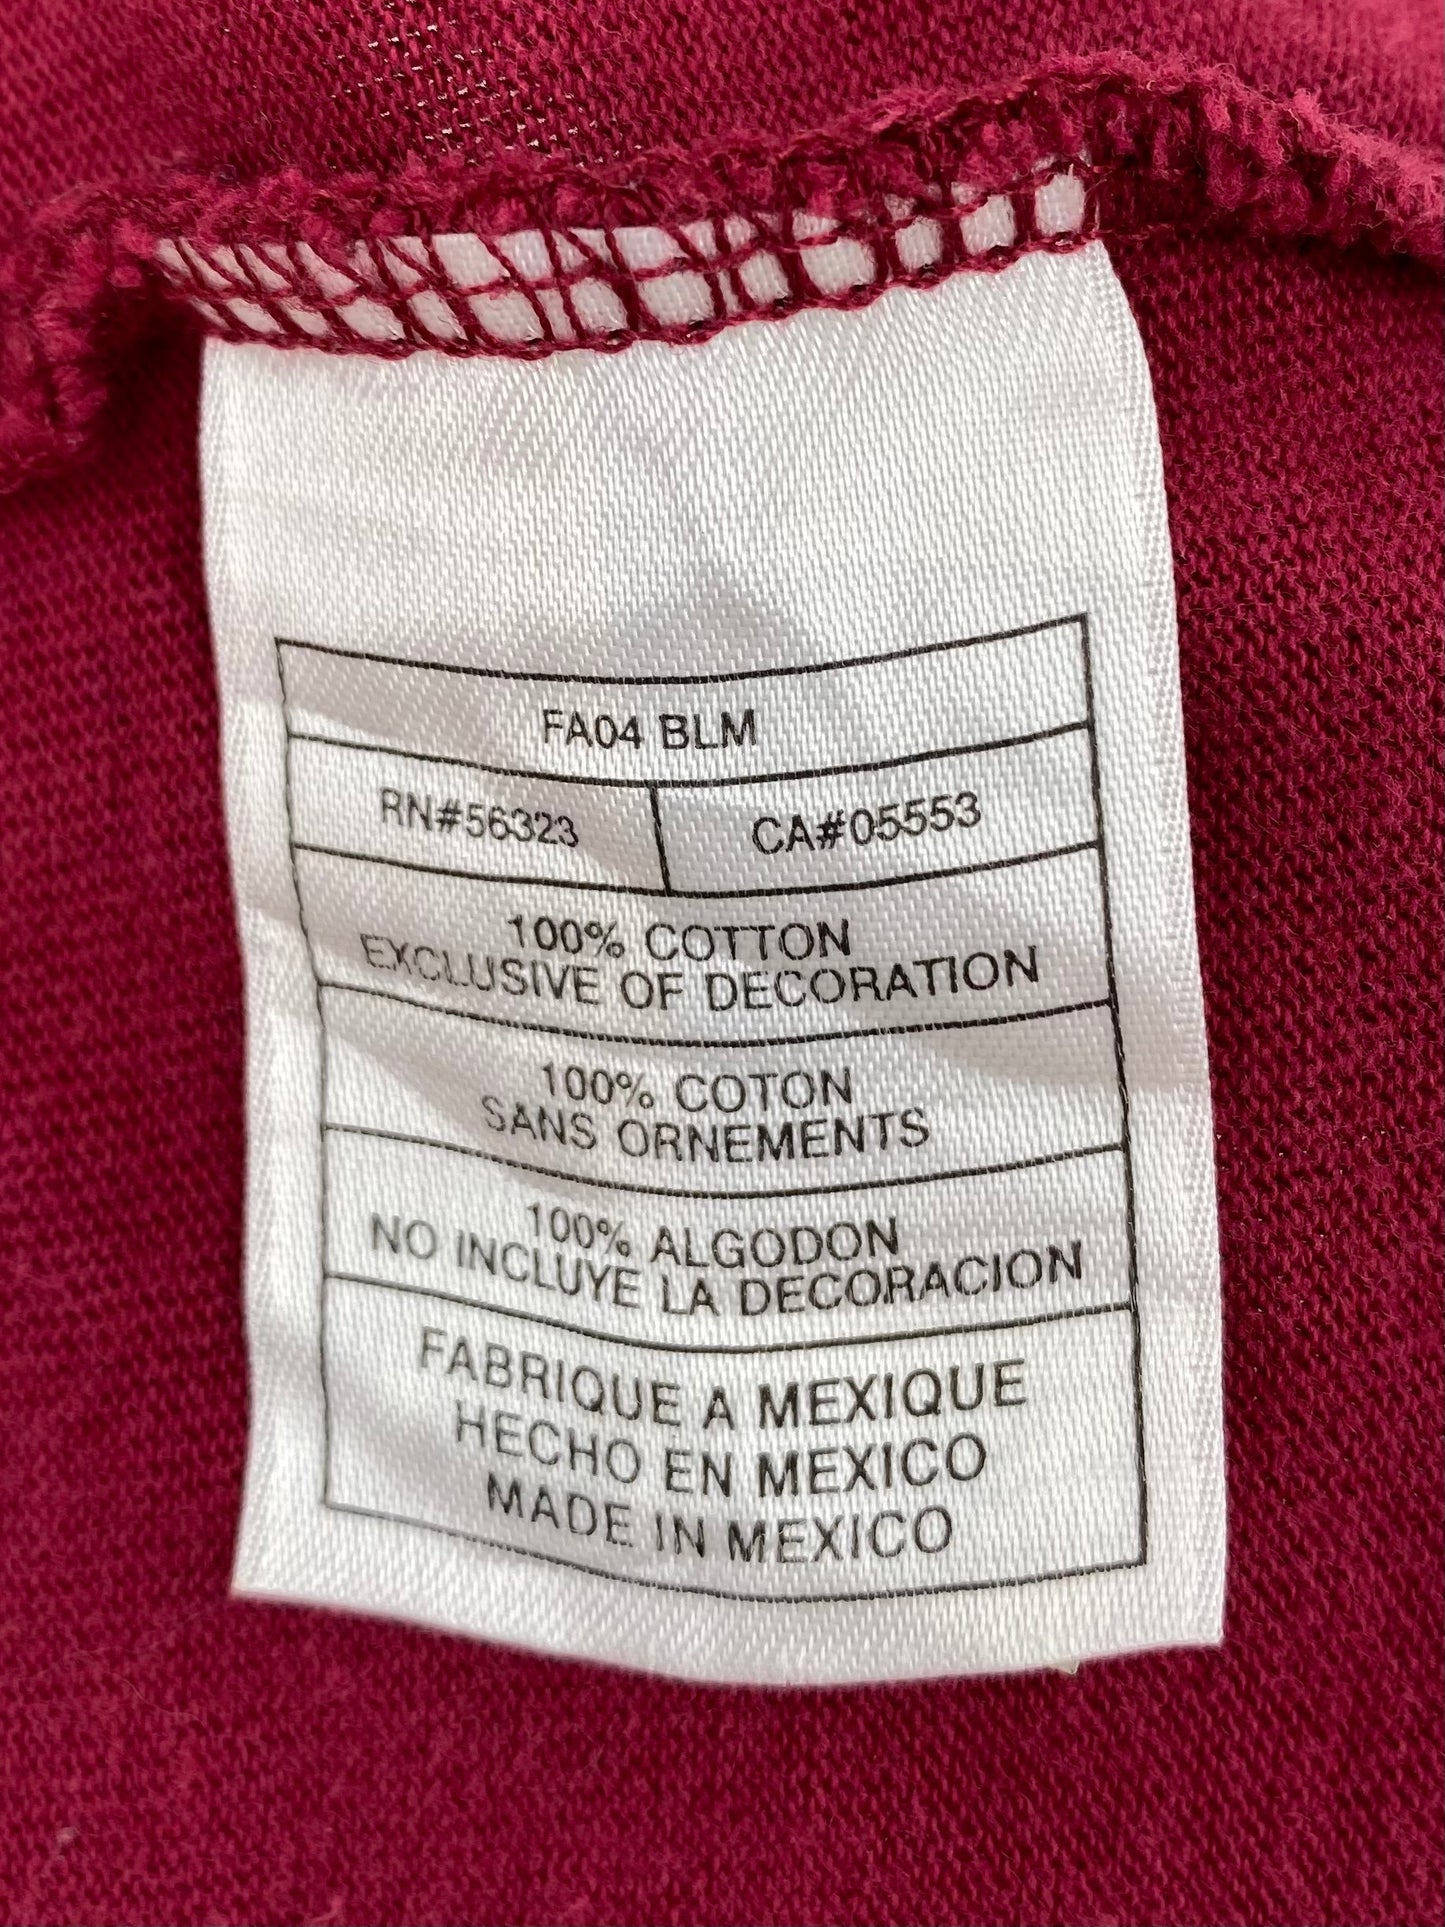 FA04 BLM
RN#56323 CA#05553
100% COTTON
EXCLUSIVE OF DECORATION
100% COTON
SANS ORNEMENTS
100% ALGODON
NO INCLUYE LA DECORACION
FABRIQUE A MEXIQUE
HECHO EN MEXICO
MADE IN MEXICO